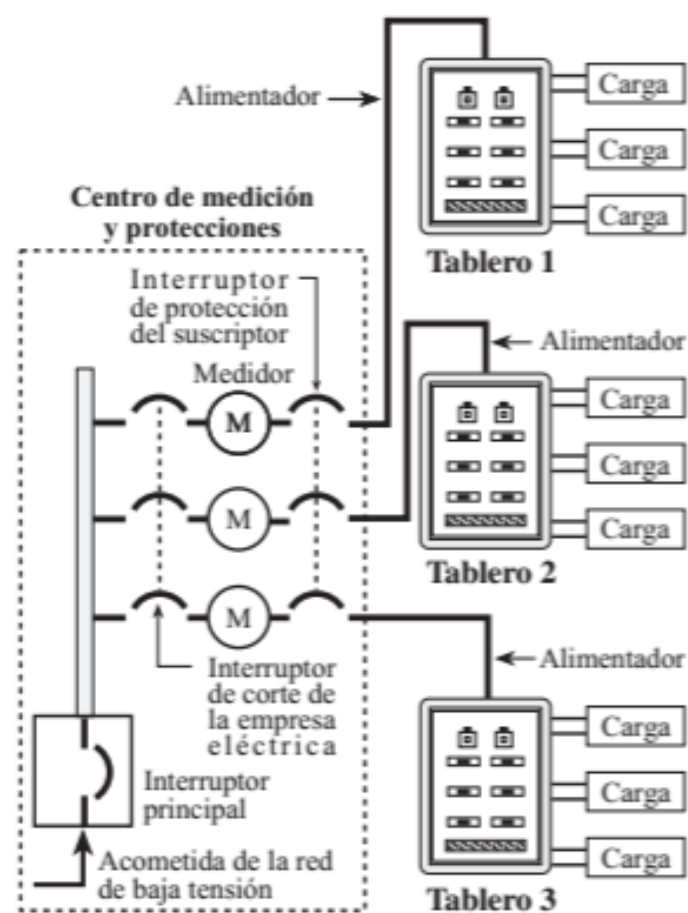 Alimentador
Carga
Carga
Carga
Tablero 1
Centro de medición
y protecciones
Interruptor
de protección
del suscriptor
Medidor
M
M
M
Alimentador
Carga
Carga
Carga
Tablero 2
Interruptor
de corte de
la empresa
eléctrica
Alimentador
Carga
Carga
Carga
Tablero 3
Interruptor
principal
Acometida de la red
de baja tensión